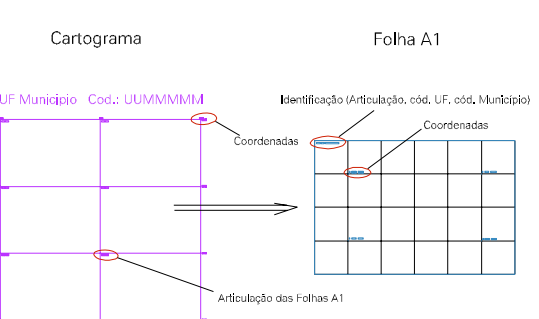 Cartograma
Folha A1
UF Município Cod.: UUMMMMM
Identificação (Articulação, cód. UF, cód. Município)
Coordenadas
Coordenadas
Articulação das Folhas A1